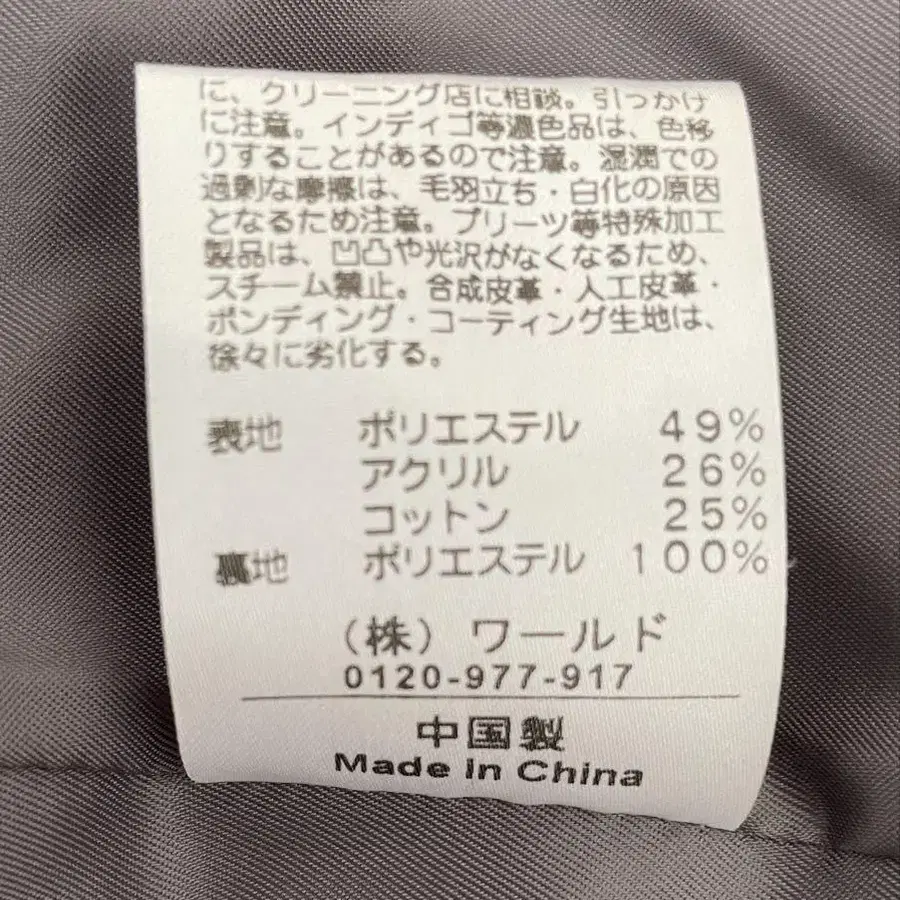 に、クリーニング店に相談。引っかけ
に注意。インディゴ等濃色品は、色移
りすることがあるので注意。湿潤での
過剰な摩擦は、毛羽立ち・白化の原因
となるため注意。プリーツ等特殊加工
製品は、凹凸や光沢がなくなるため、
スチーム禁止。合成皮革・人工皮革・
ボンディング・コーティング生地は、
徐々に劣化する。
表地 ポリエステル 49%
アクリル 26%
コットン 25%
裏地 ポリエステル 100%
(株) ワールド
0120-977-917
中国製
Made in China